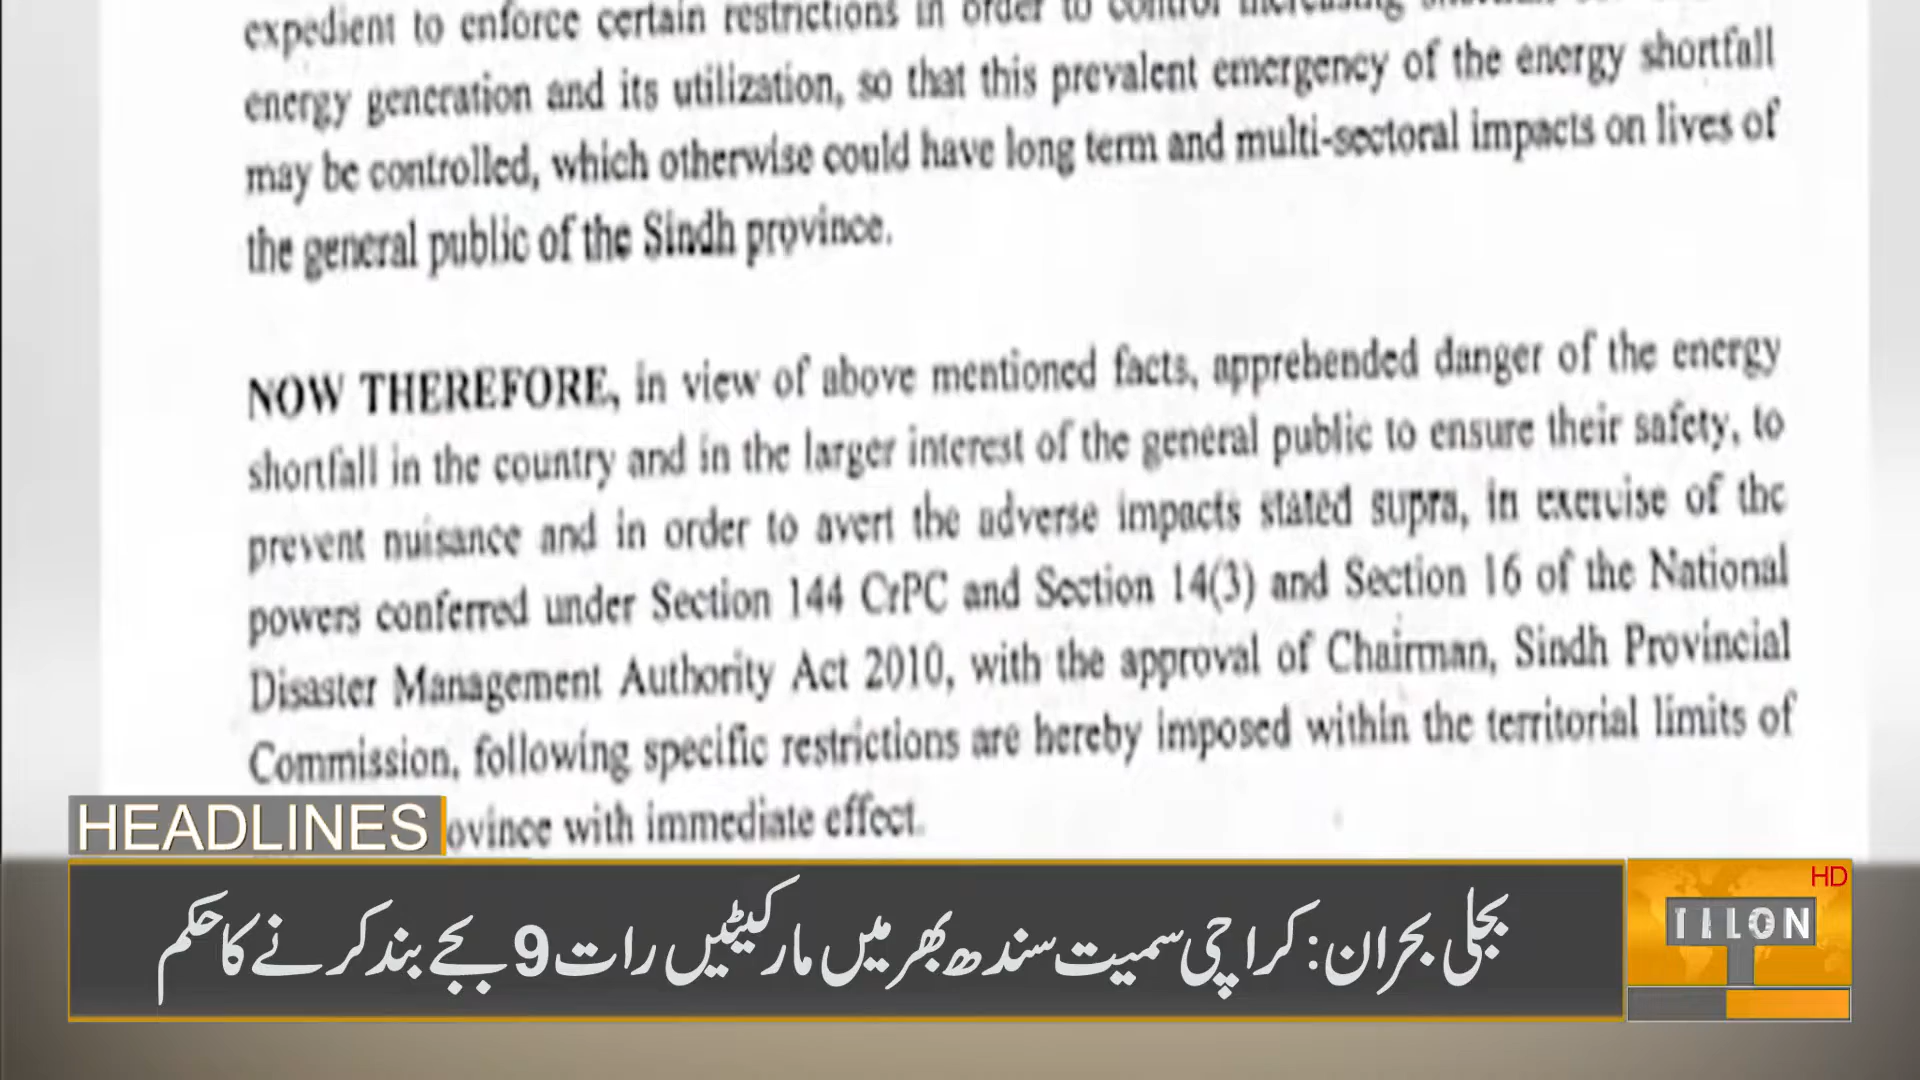 expedient to enforce certain restrictions in order to control increasing
energy generation and its utilization, so that this prevalent emergency of the energy shortfall
may be controlled, which otherwise could have long term and multi-sectoral impacts on lives of
the general public of the Sindh province.
NOW THEREFORE, in view of above mentioned facts, apprehended danger of the energy
shortfall in the country and in the larger interest of the general public to ensure their safety, to
prevent nuisance and in order to avert the adverse impacts stated supra, in exercise of the
powers conferred under Section 144 CrPC and Section 14(3) and Section 16 of the National
Disaster Management Authority Act 2010, with the approval of Chairman, Sindh Provincial
Commission, following specific restrictions are hereby imposed within the territorial limits of
ovince with immediate effect.
HEADLINES
بجلی بحران: کراچی سمیت سندھ بھر میں مارکیٹیں رات 9 بجے بند کرنے کا حکم
HD
TALON